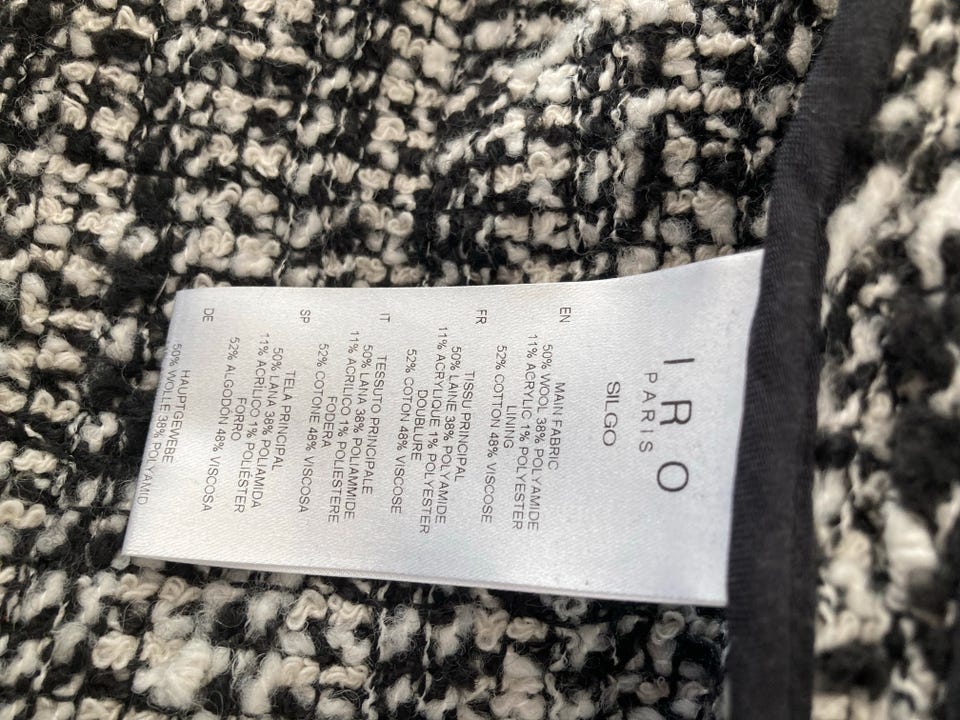 IRO
PARIS
SILGO
EN
MAIN FABRIC
50% WOOL 38% POLYAMIDE
11% ACRYLIC 1% POLYESTER
LINING
52% COTTON 48% VISCOSE
FR
TISSU PRINCIPAL
50% LAINE 38% POLYAMIDE
11% ACRYLIQUE 1% POLYESTER
DOUBLURE
52% COTON 48% VISCOSE
IT
TESSUTO PRINCIPALE
50% LANA 38% POLIAMMIDE
11% ACRILICO 1% POLIESTERE
FODERA
52% COTONE 48% VISCOSA
SP
TELA PRINCIPAL
50% LANA 38% POLIAMIDA
11% ACRÍLICO 1% POLIÉSTER
FORRO
52% ALGODÓN 48% VISCOSA
DE
HAUPTGEWEBE
50% WOLLE 38% POLYAMID